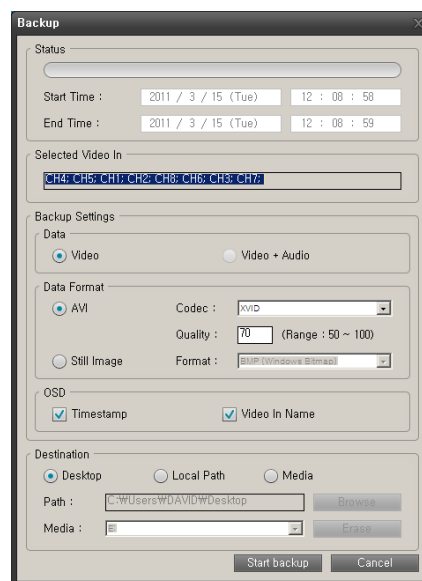 Backup
Status
Start Time : 2011 / 3 / 15 (Tue) 12 : 08 : 58
End Time : 2011 / 3 / 15 (Tue) 12 : 08 : 59
Selected Video In
CH4; CH5; CH1; CH2; CH8; CH6; CH3; CH7;
Backup Settings
Data
Video Video + Audio
Data Format
AVI Codec : XVID
Quality : 70 (Range : 50 ~ 100)
Still Image Format : BMP (Windows Bitmap)
OSD
Timestamp Video In Name
Destination
Desktop Local Path Media
Path : C:₩Users₩DAVID₩Desktop Browse
Media : E: Erase
Start backup Cancel